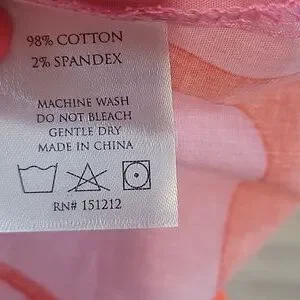 98% COTTON
2% SPANDEX
MACHINE WASH
DO NOT BLEACH
GENTLE DRY
MADE IN CHINA
RN# 151212